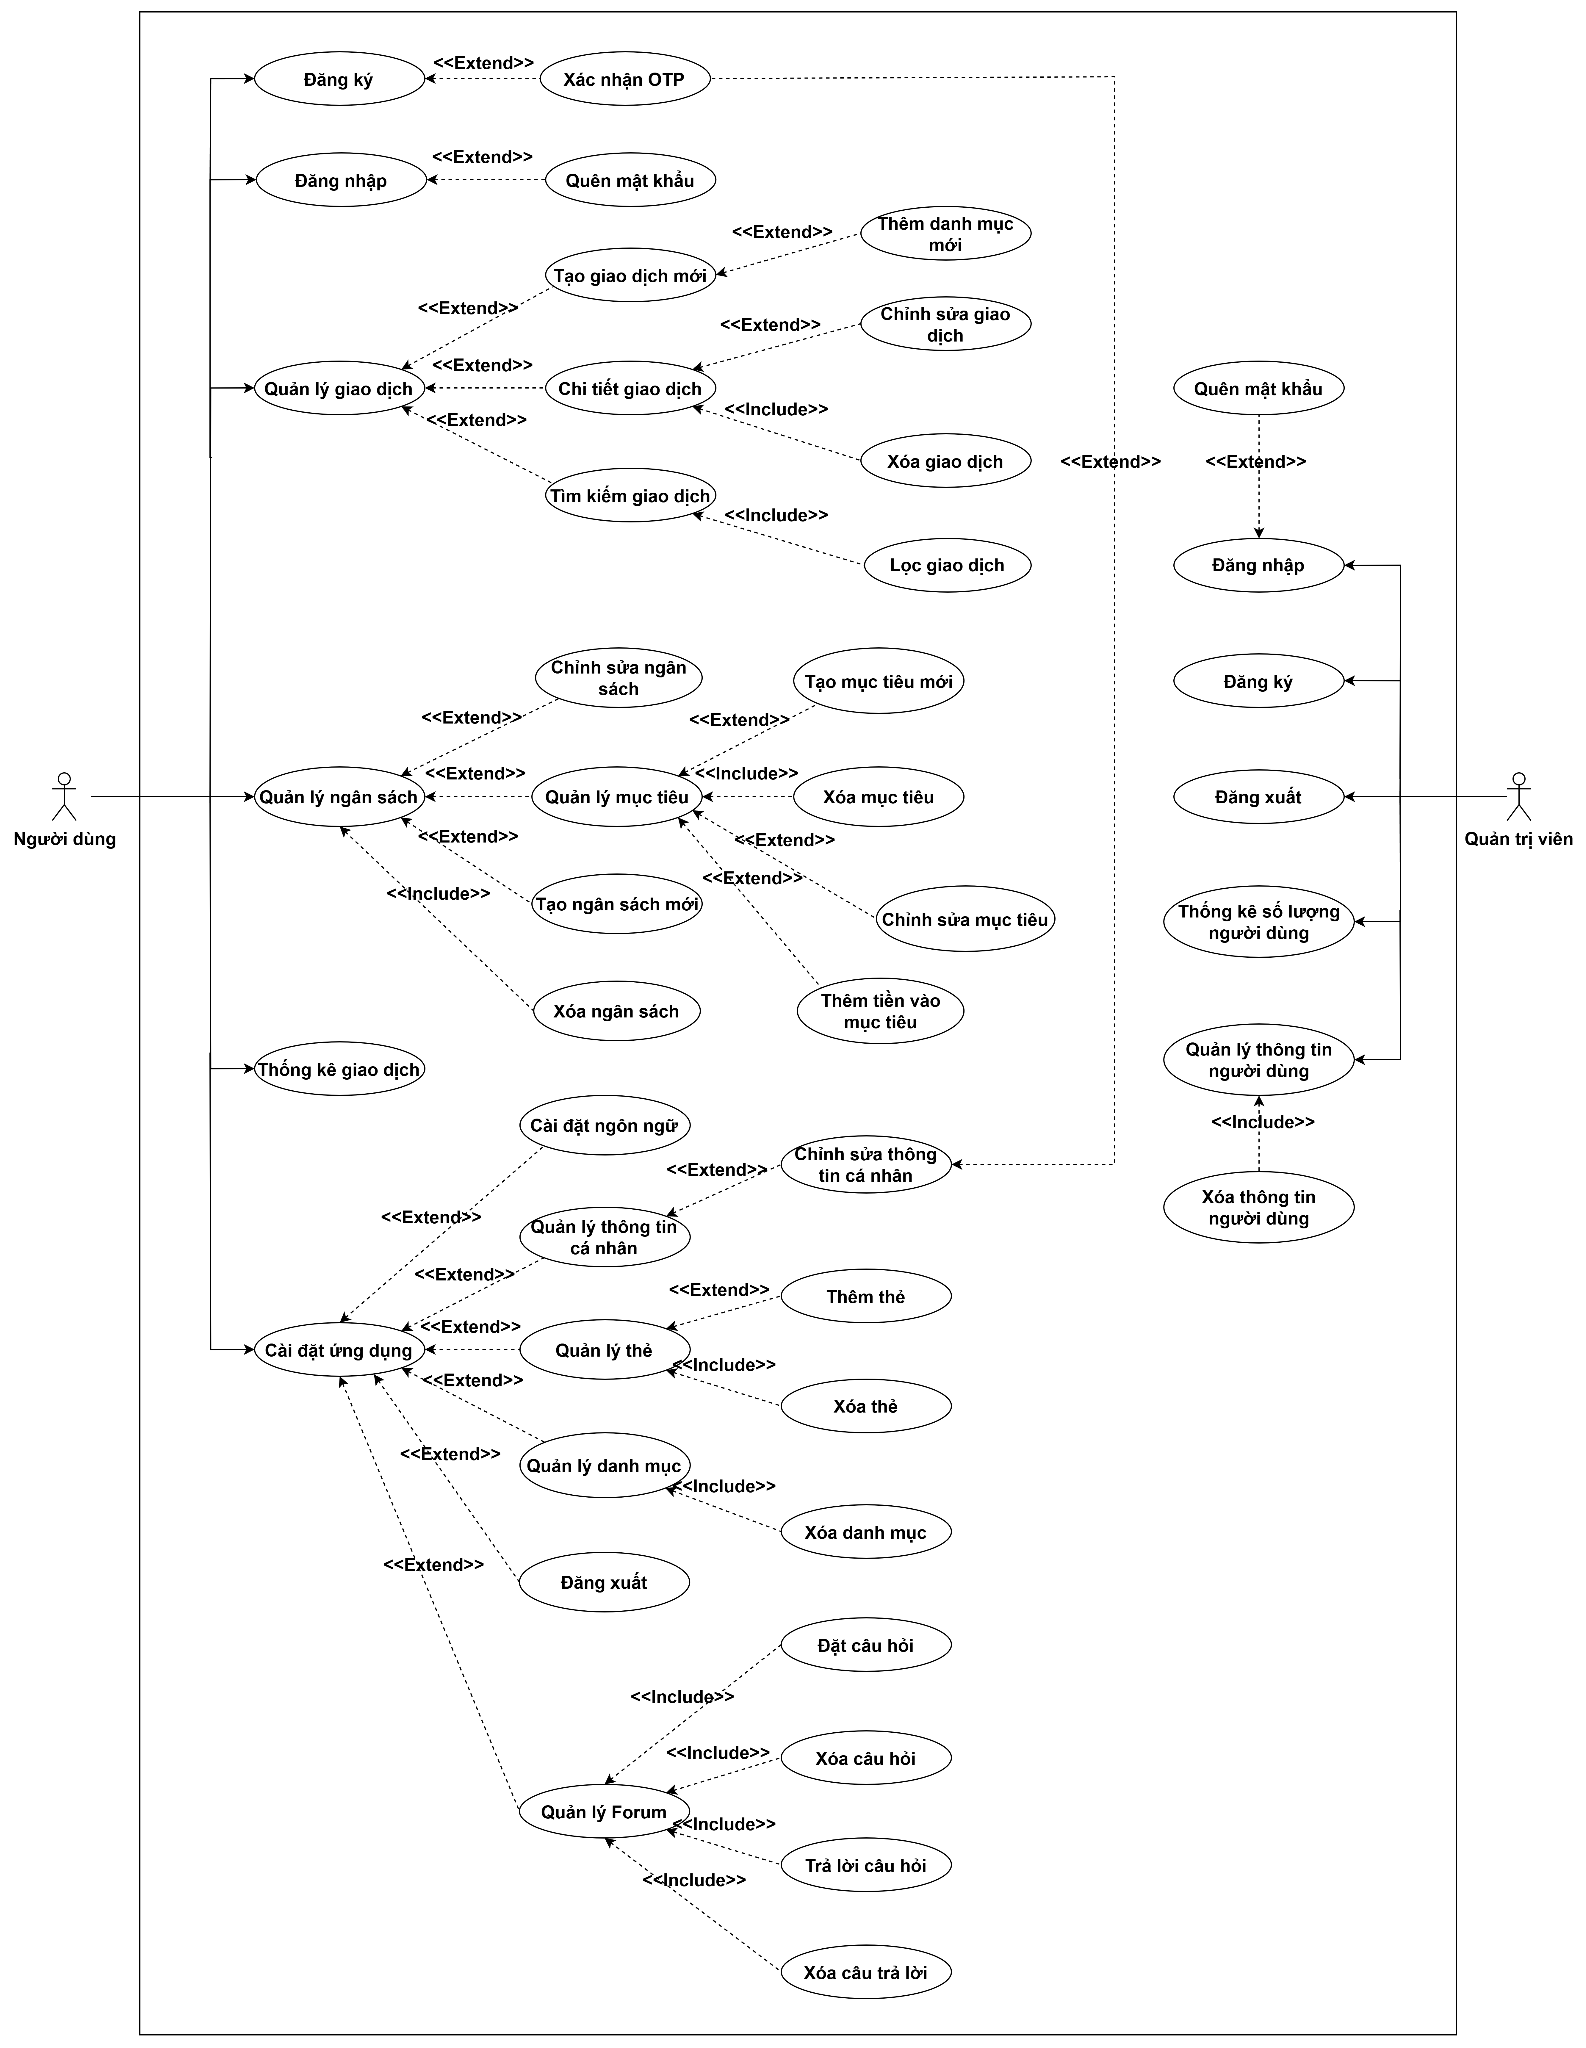 <<Extend>>
Đăng ký
Xác nhận OTP
<<Extend>>
Đăng nhập
Quên mật khẩu
Thêm danh mục
mới
<<Extend>>
Tạo giao dịch mới
<<Extend>>
Chỉnh sửa giao
dịch
<<Extend>>
<<Extend>>
Quản lý giao dịch
Chi tiết giao dịch
Quên mật khẩu
<<Include>>
<<Extend>>
Xóa giao dịch
<<Extend>>
<<Extend>>
Tìm kiếm giao dịch
<<Include>>
Lọc giao dịch
Đăng nhập
Chỉnh sửa ngân
sách
Tạo mục tiêu mới
Đăng ký
<<Extend>>
<<Extend>>
<<Extend>>
<<Include>>
Quản lý ngân sách
Quản lý mục tiêu
Xóa mục tiêu
Đăng xuất
Người dùng
Quản trị viên
<<Extend>>
<<Extend>>
<<Extend>>
<<Include>>
Tạo ngân sách mới
Chỉnh sửa mục tiêu
Thống kê số lượng
người dùng
Xóa ngân sách
Thêm tiền vào
mục tiêu
Thống kê giao dịch
Quản lý thông tin
người dùng
Cài đặt ngôn ngữ
<<Include>>
Chỉnh sửa thông
tin cá nhân
<<Extend>>
<<Extend>>
Quản lý thông tin
cá nhân
Xóa thông tin
người dùng
<<Extend>>
<<Extend>>
Thêm thẻ
<<Extend>>
Cài đặt ứng dụng
Quản lý thẻ
<<Include>>
<<Extend>>
Xóa thẻ
<<Extend>>
Quản lý danh mục
<<Include>>
Xóa danh mục
<<Extend>>
Đăng xuất
Đặt câu hỏi
<<Include>>
<<Include>>
Xóa câu hỏi
Quản lý Forum
<<Include>>
Trả lời câu hỏi
<<Include>>
Xóa câu trả lời